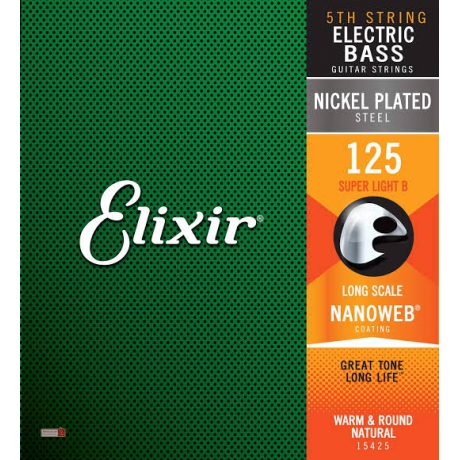 5TH STRING
ELECTRIC
BASS
GUITAR STRINGS
NICKEL PLATED
STEEL
125
SUPER LIGHT B
Elixir®
LONG SCALE
NANOWEB®
COATING
GREAT TONE
LONG LIFE™
WARM & ROUND
NATURAL
15425